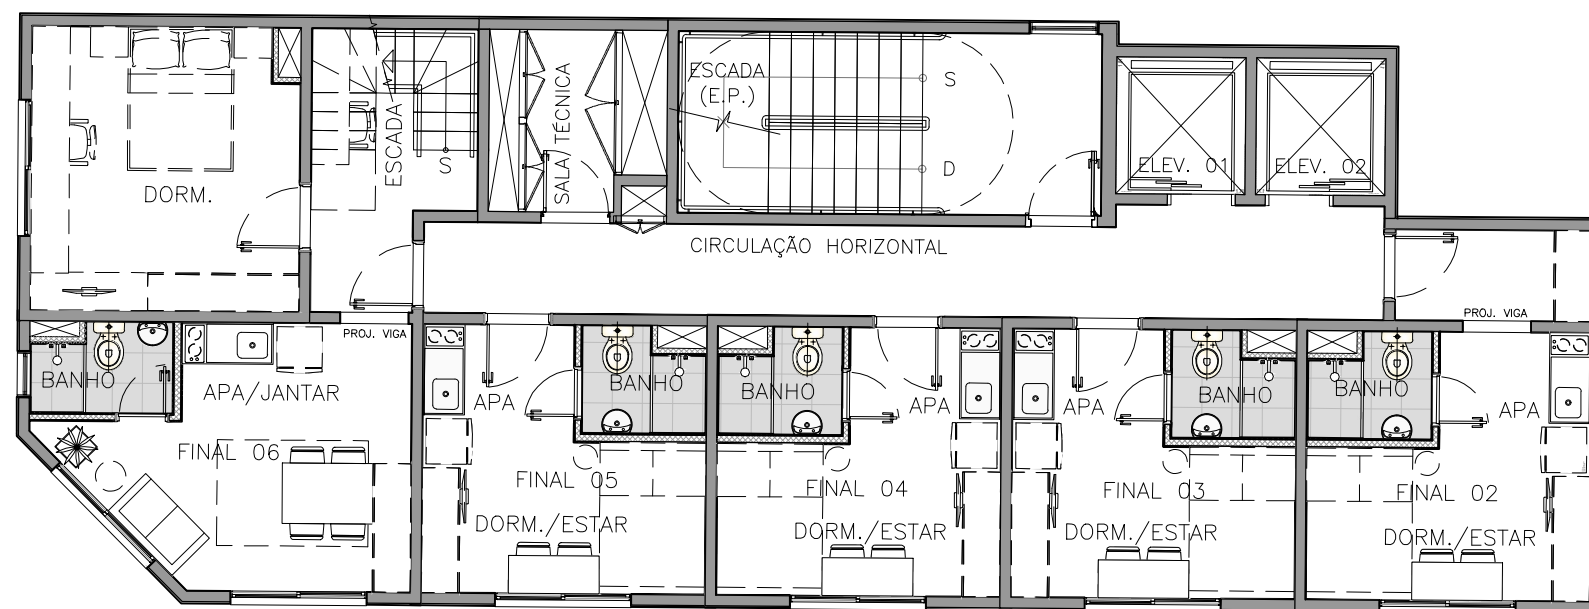 ESCADA
(E.P.)
S
D
ELEV. 01
ELEV. 02
SALA TÉCNICA
ESCADA
S
DORM.
CIRCULAÇÃO HORIZONTAL
PROJ. VIGA
PROJ. VIGA
BANHO
APA/JANTAR
FINAL 06
APA
BANHO
FINAL 05
DORM./ESTAR
BANHO
APA
FINAL 04
DORM./ESTAR
APA
BANHO
FINAL 03
DORM./ESTAR
BANHO
APA
FINAL 02
DORM./ESTAR